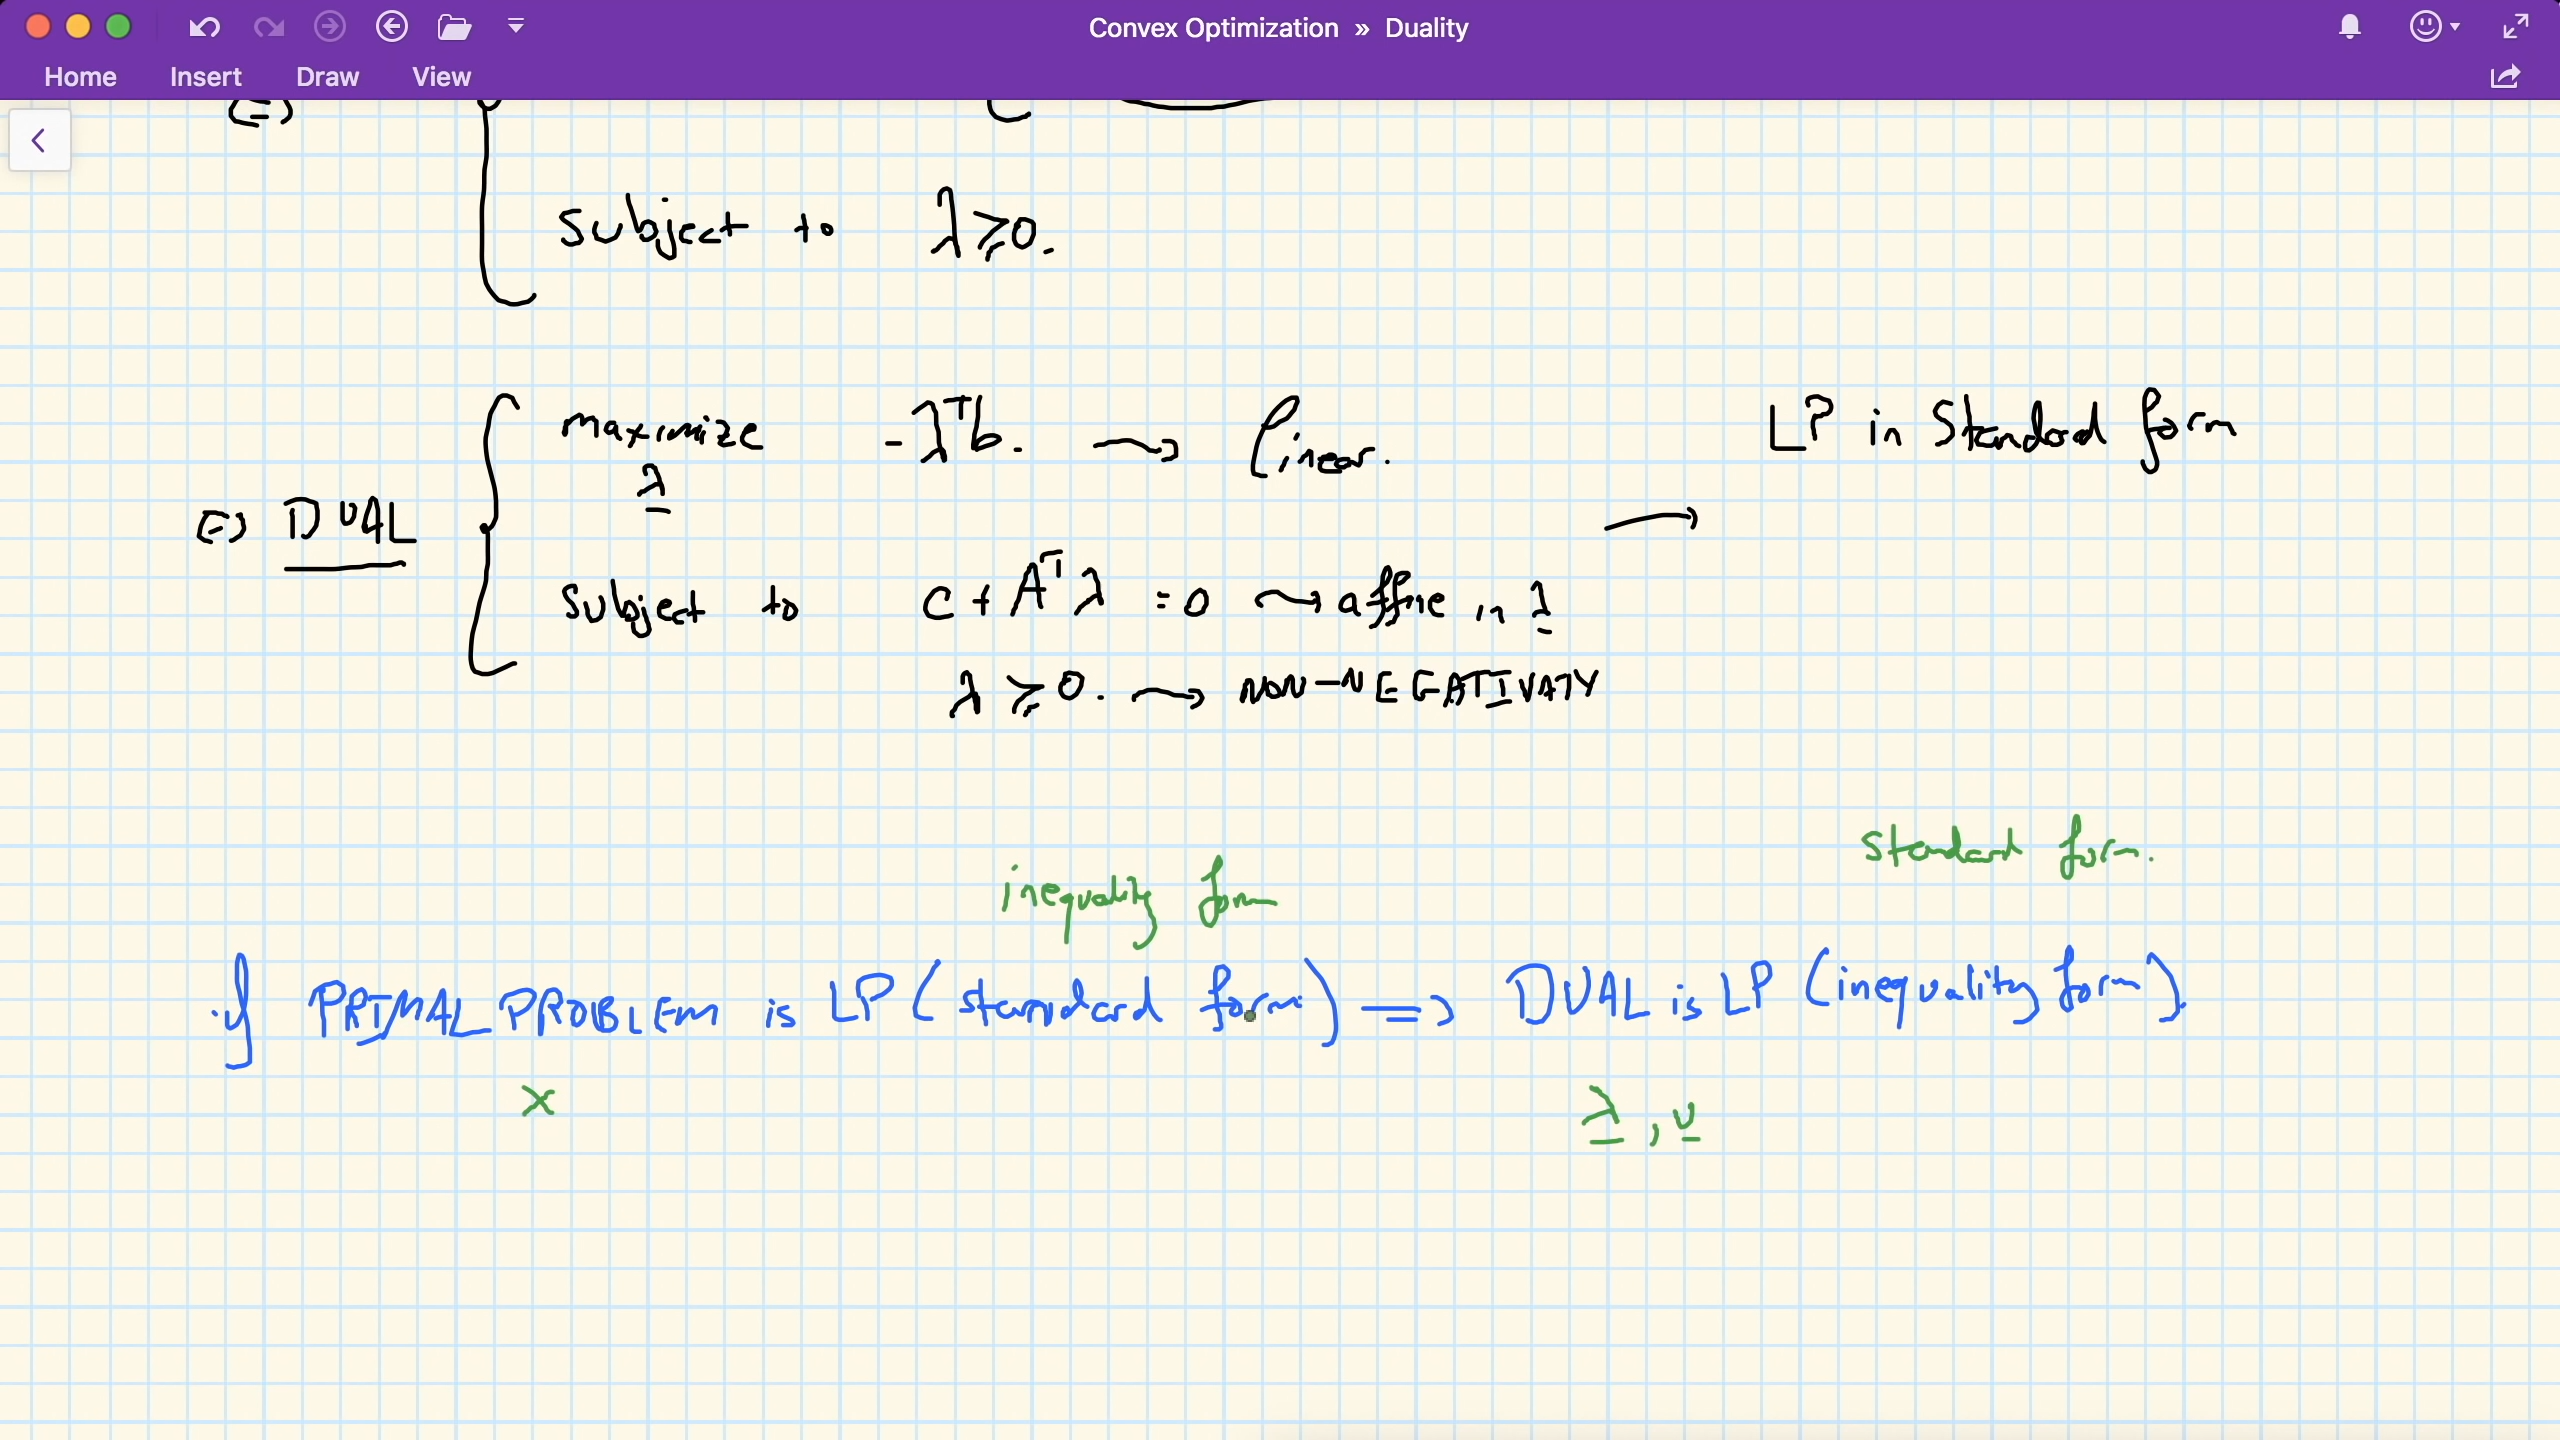 Convex Optimization » Duality
Home Insert Draw View
(=)
subject to λ ≥ 0.
maximize -λᵀb. → linear.
λ
LP in Standard form
(=) DUAL
subject to c + Aᵀλ = 0 → affine in λ
λ ≥ 0. → NON-NEGATIVATY
standard form.
inequality form
if PRIMAL PROBLEM is LP (standard form) => DUAL is LP (inequality form).
x
λ, ν